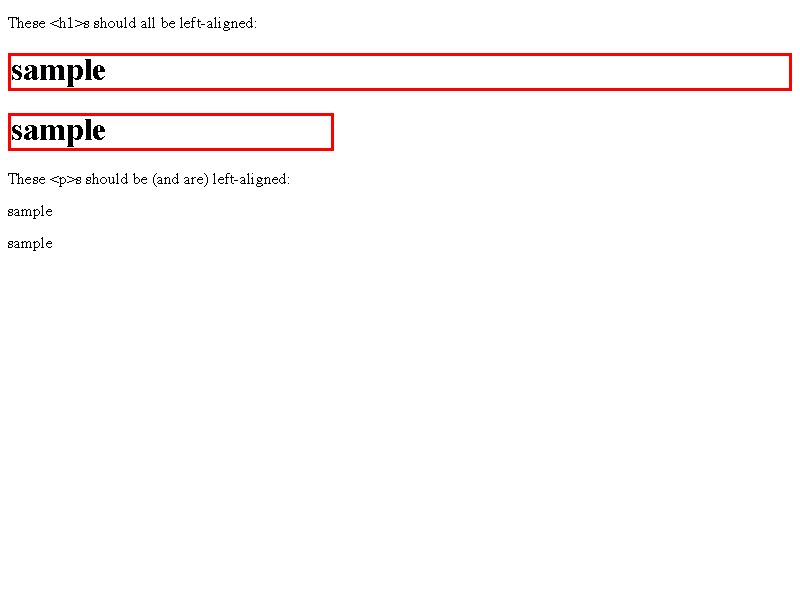 These <h1>s should all be left-aligned:
sample
sample
These <p>s should be (and are) left-aligned:
sample
sample